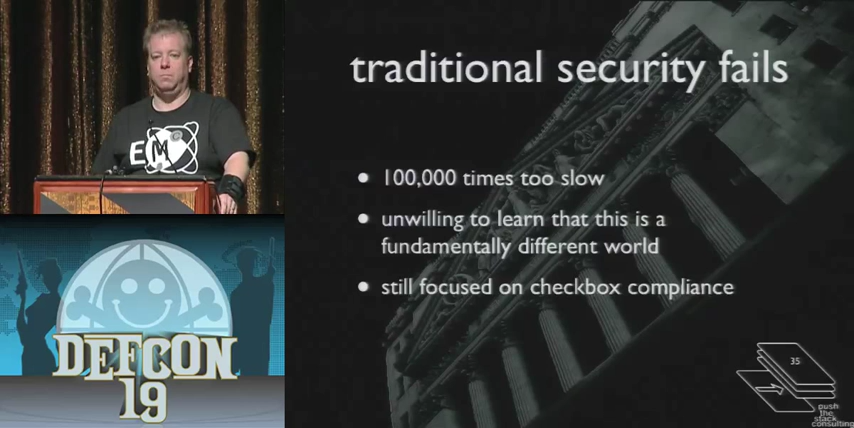 traditional security fails
• 100,000 times too slow
• unwilling to learn that this is a
fundamentally different world
• still focused on checkbox compliance
EM
DEFCON
19
35
push
the
stack
consulting